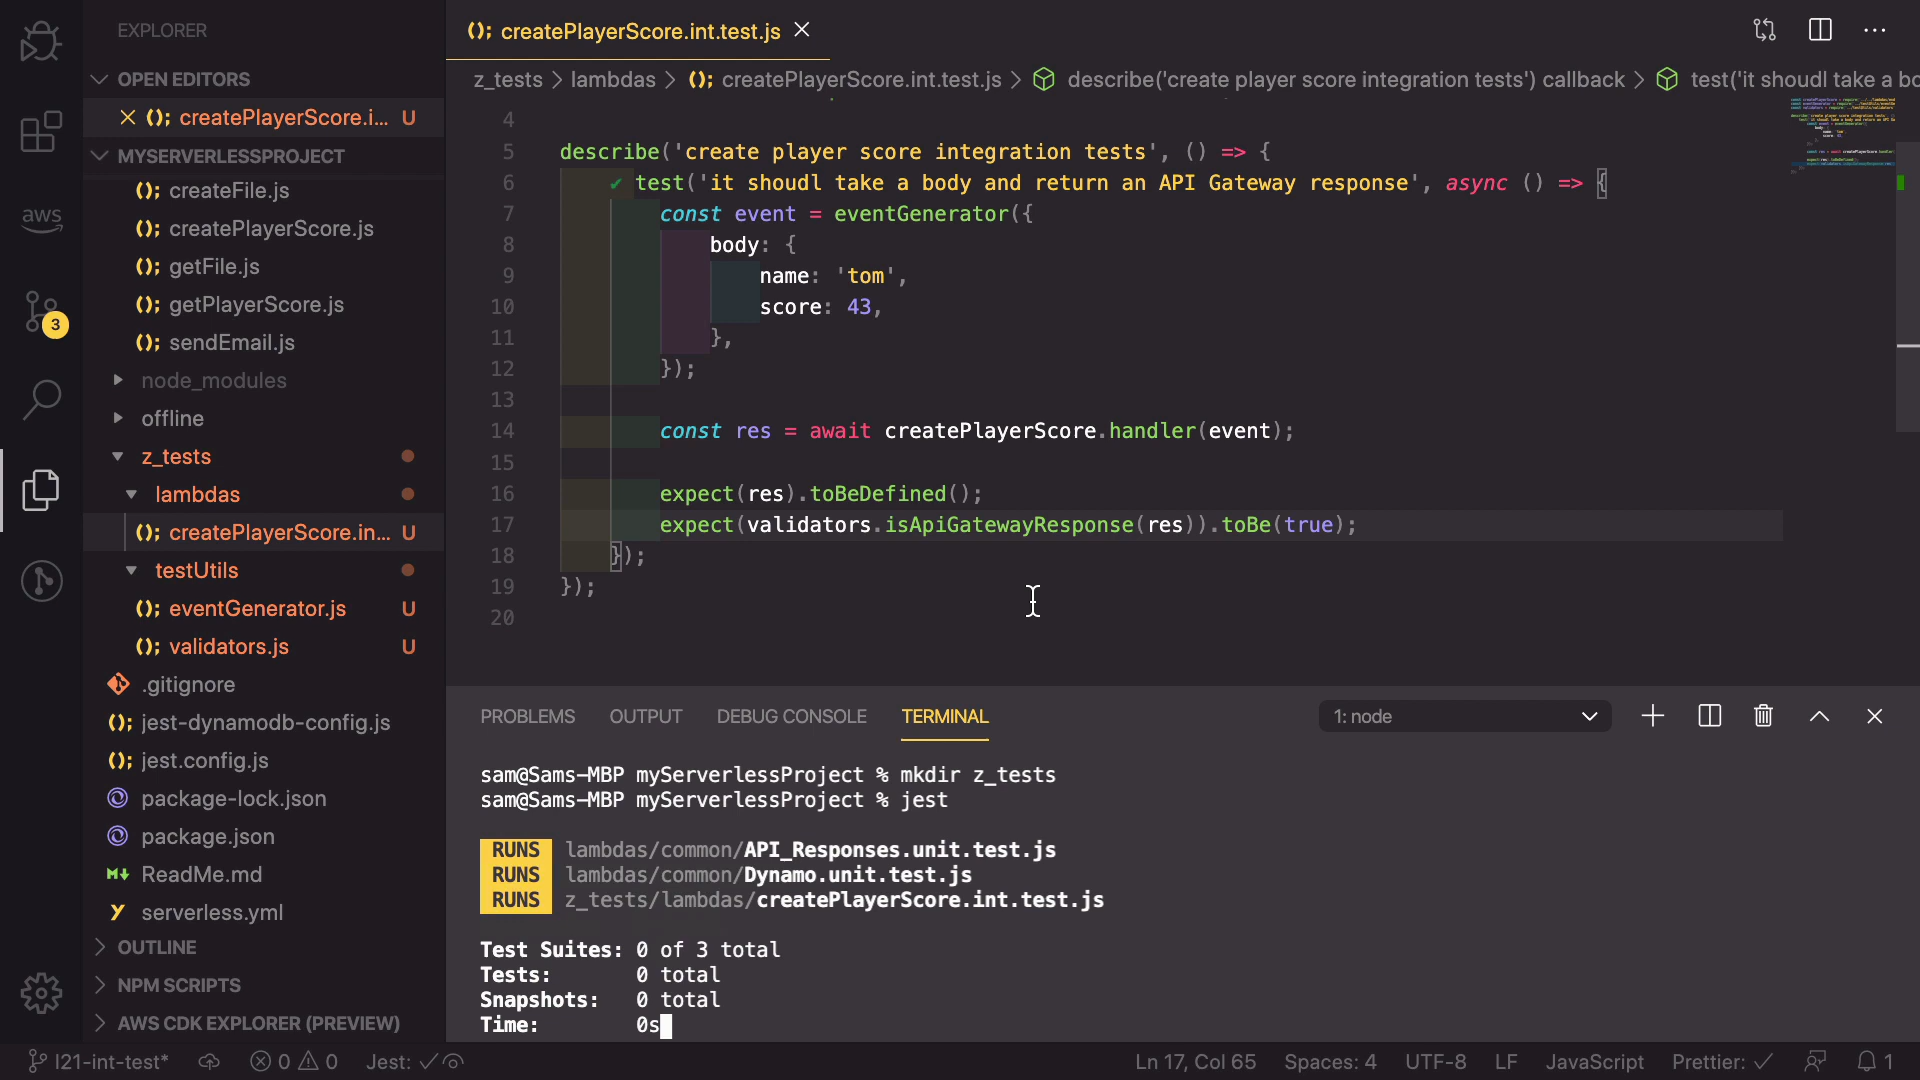 EXPLORER
OPEN EDITORS
createPlayerScore.i... U
MYSERVERLESSPROJECT
createFile.js
createPlayerScore.js
getFile.js
getPlayerScore.js
sendEmail.js
node_modules
offline
z_tests
lambdas
createPlayerScore.in... U
testUtils
eventGenerator.js U
validators.js U
.gitignore
jest-dynamodb-config.js
jest.config.js
package-lock.json
package.json
ReadMe.md
serverless.yml
OUTLINE
NPM SCRIPTS
AWS CDK EXPLORER (PREVIEW)
aws
3
createPlayerScore.int.test.js
z_tests > lambdas > createPlayerScore.int.test.js > describe('create player score integration tests') callback > test('it shoudl take a bo
4
5 describe('create player score integration tests', () => {
6 test('it shoudl take a body and return an API Gateway response', async () => {
7 const event = eventGenerator({
8 body: {
9 name: 'tom',
10 score: 43,
11 },
12 });
13
14 const res = await createPlayerScore.handler(event);
15
16 expect(res).toBeDefined();
17 expect(validators.isApiGatewayResponse(res)).toBe(true);
18 });
19 });
20
PROBLEMS OUTPUT DEBUG CONSOLE TERMINAL 1: node
sam@Sams-MBP myServerlessProject % mkdir z_tests
sam@Sams-MBP myServerlessProject % jest
RUNS lambdas/common/API_Responses.unit.test.js
RUNS lambdas/common/Dynamo.unit.test.js
RUNS z_tests/lambdas/createPlayerScore.int.test.js
Test Suites: 0 of 3 total
Tests: 0 total
Snapshots: 0 total
Time: 0s
l21-int-test* 0 0 Jest: Ln 17, Col 65 Spaces: 4 UTF-8 LF JavaScript Prettier: 1